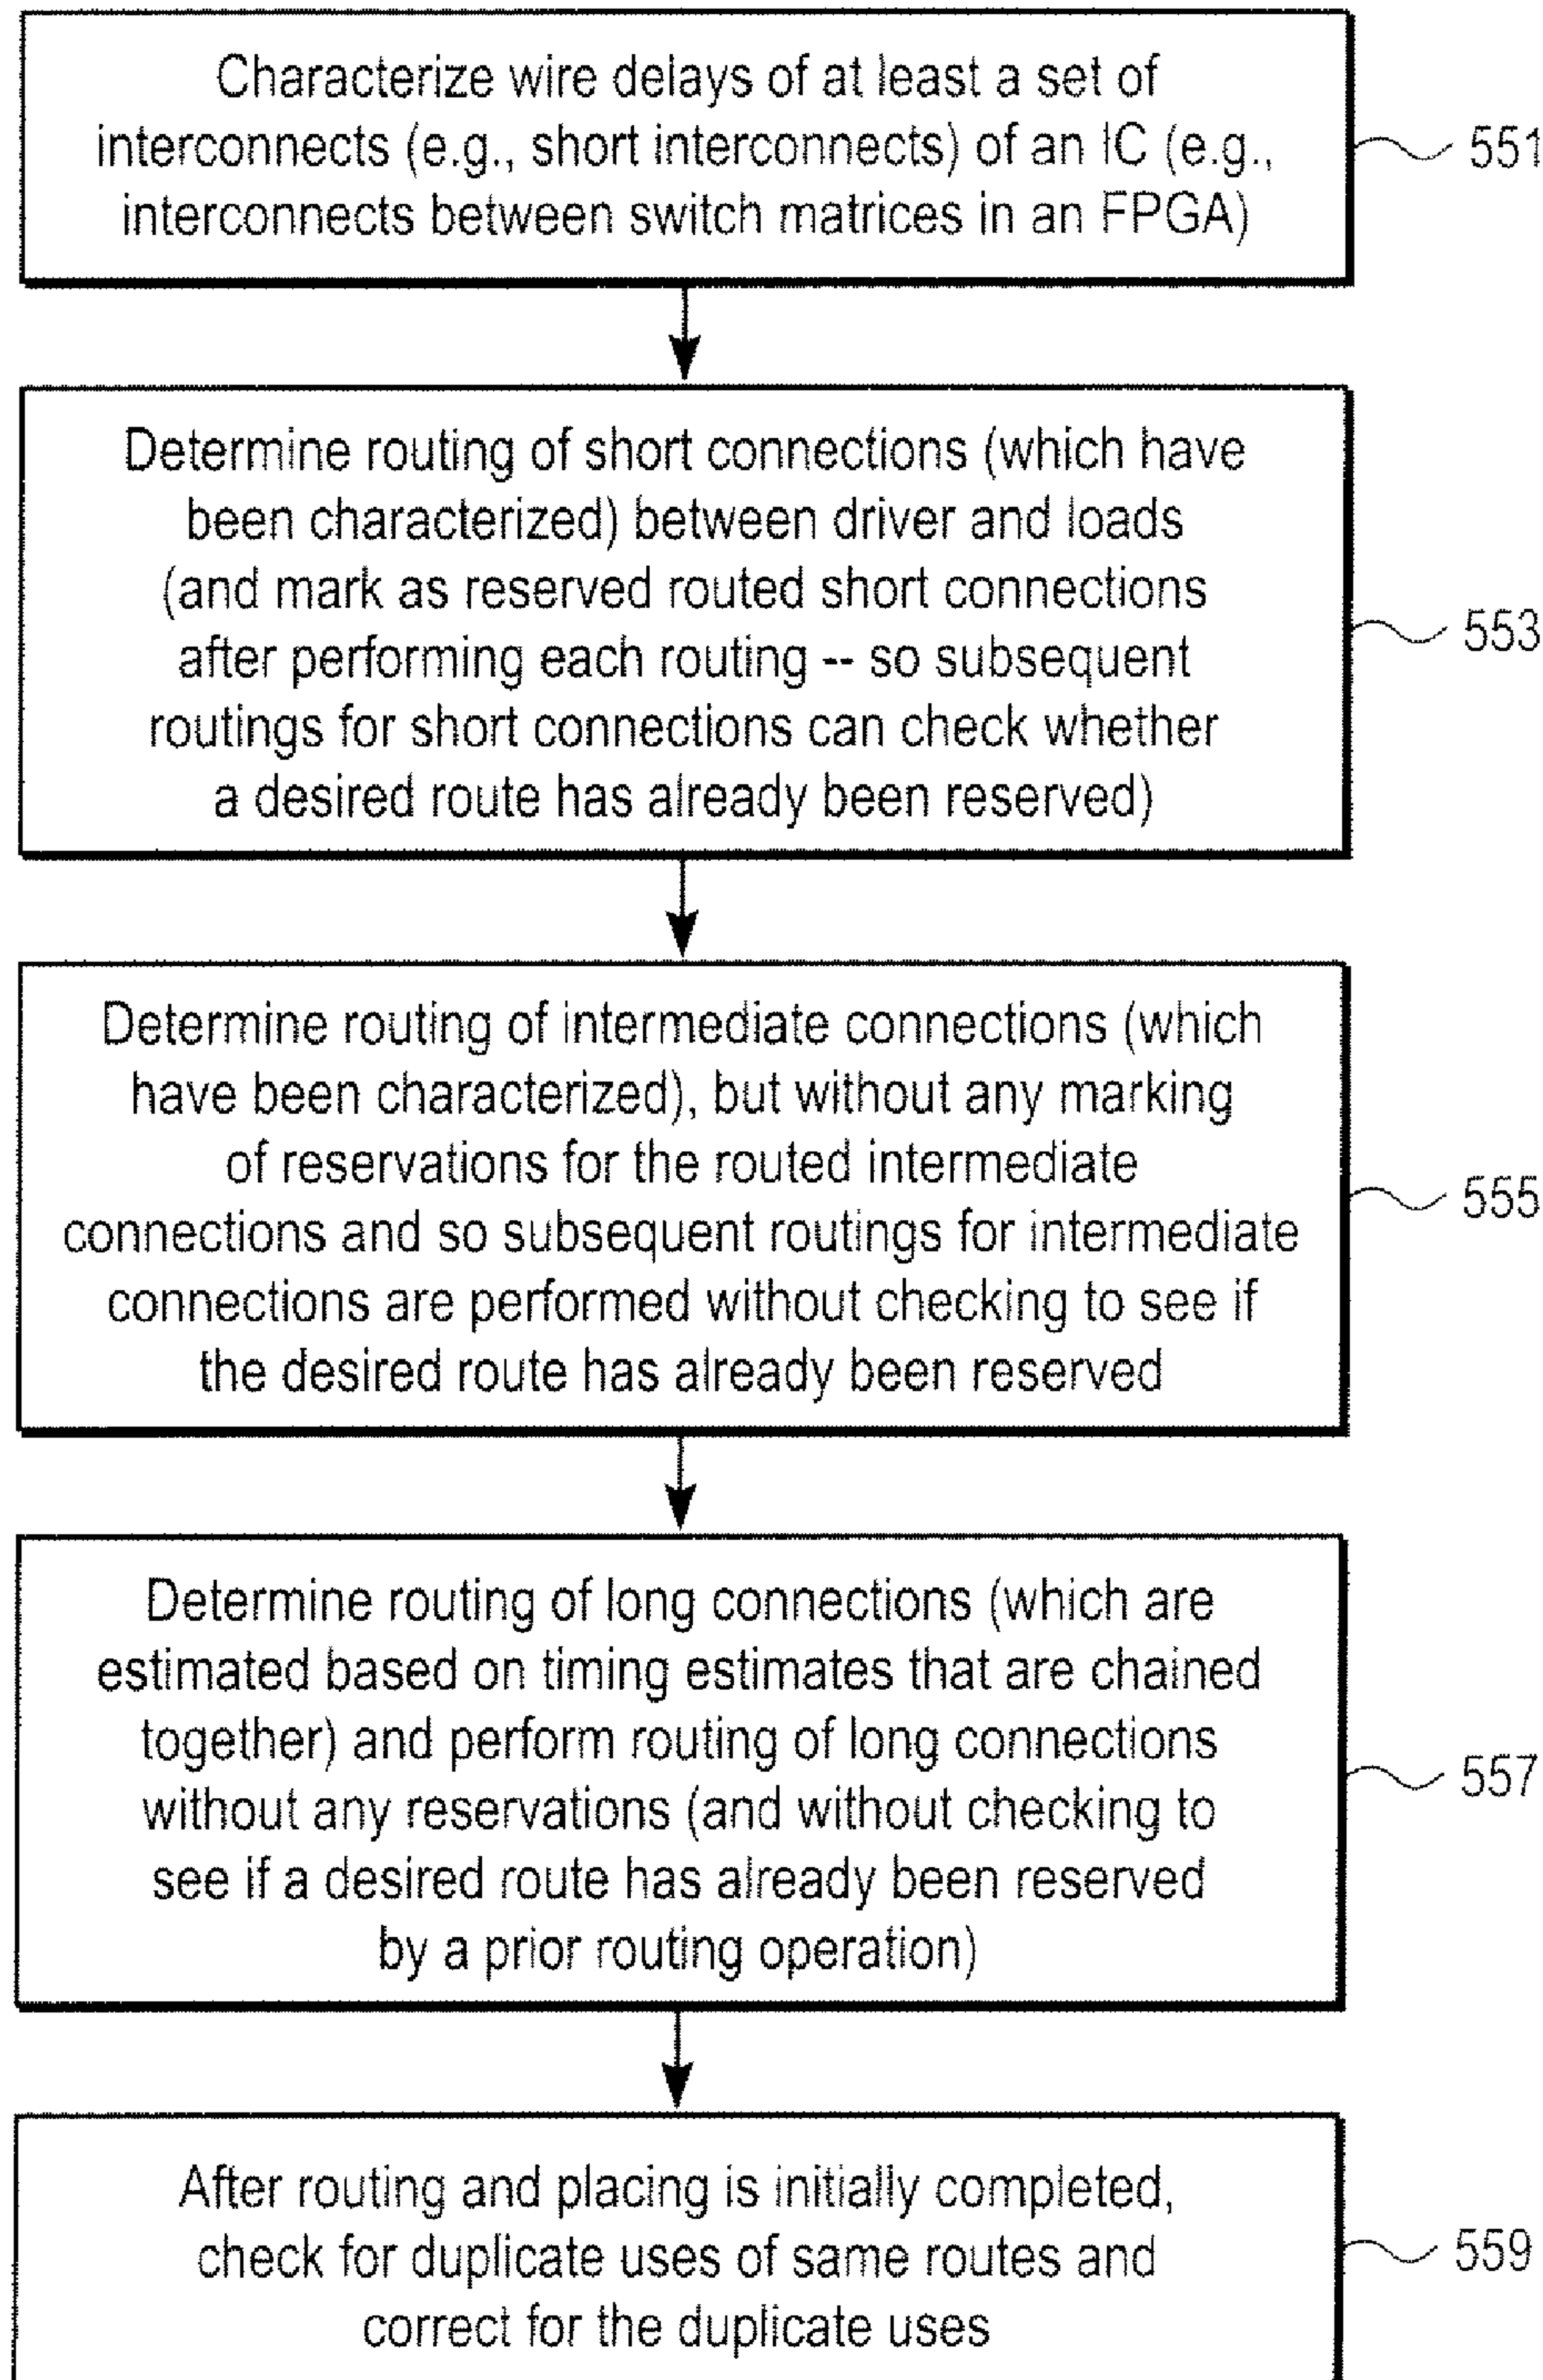 Characterize wire delays of at least a set of
interconnects (e.g., short interconnects) of an IC (e.g.,
interconnects between switch matrices in an FPGA)
551
Determine routing of short connections (which have
been characterized) between driver and loads
(and mark as reserved routed short connections
after performing each routing -- so subsequent
routings for short connections can check whether
a desired route has already been reserved)
553
Determine routing of intermediate connections (which
have been characterized), but without any marking
of reservations for the routed intermediate
connections and so subsequent routings for intermediate
connections are performed without checking to see if
the desired route has already been reserved
555
Determine routing of long connections (which are
estimated based on timing estimates that are chained
together) and perform routing of long connections
without any reservations (and without checking to
see if a desired route has already been reserved
by a prior routing operation)
557
After routing and placing is initially completed,
check for duplicate uses of same routes and
correct for the duplicate uses
559